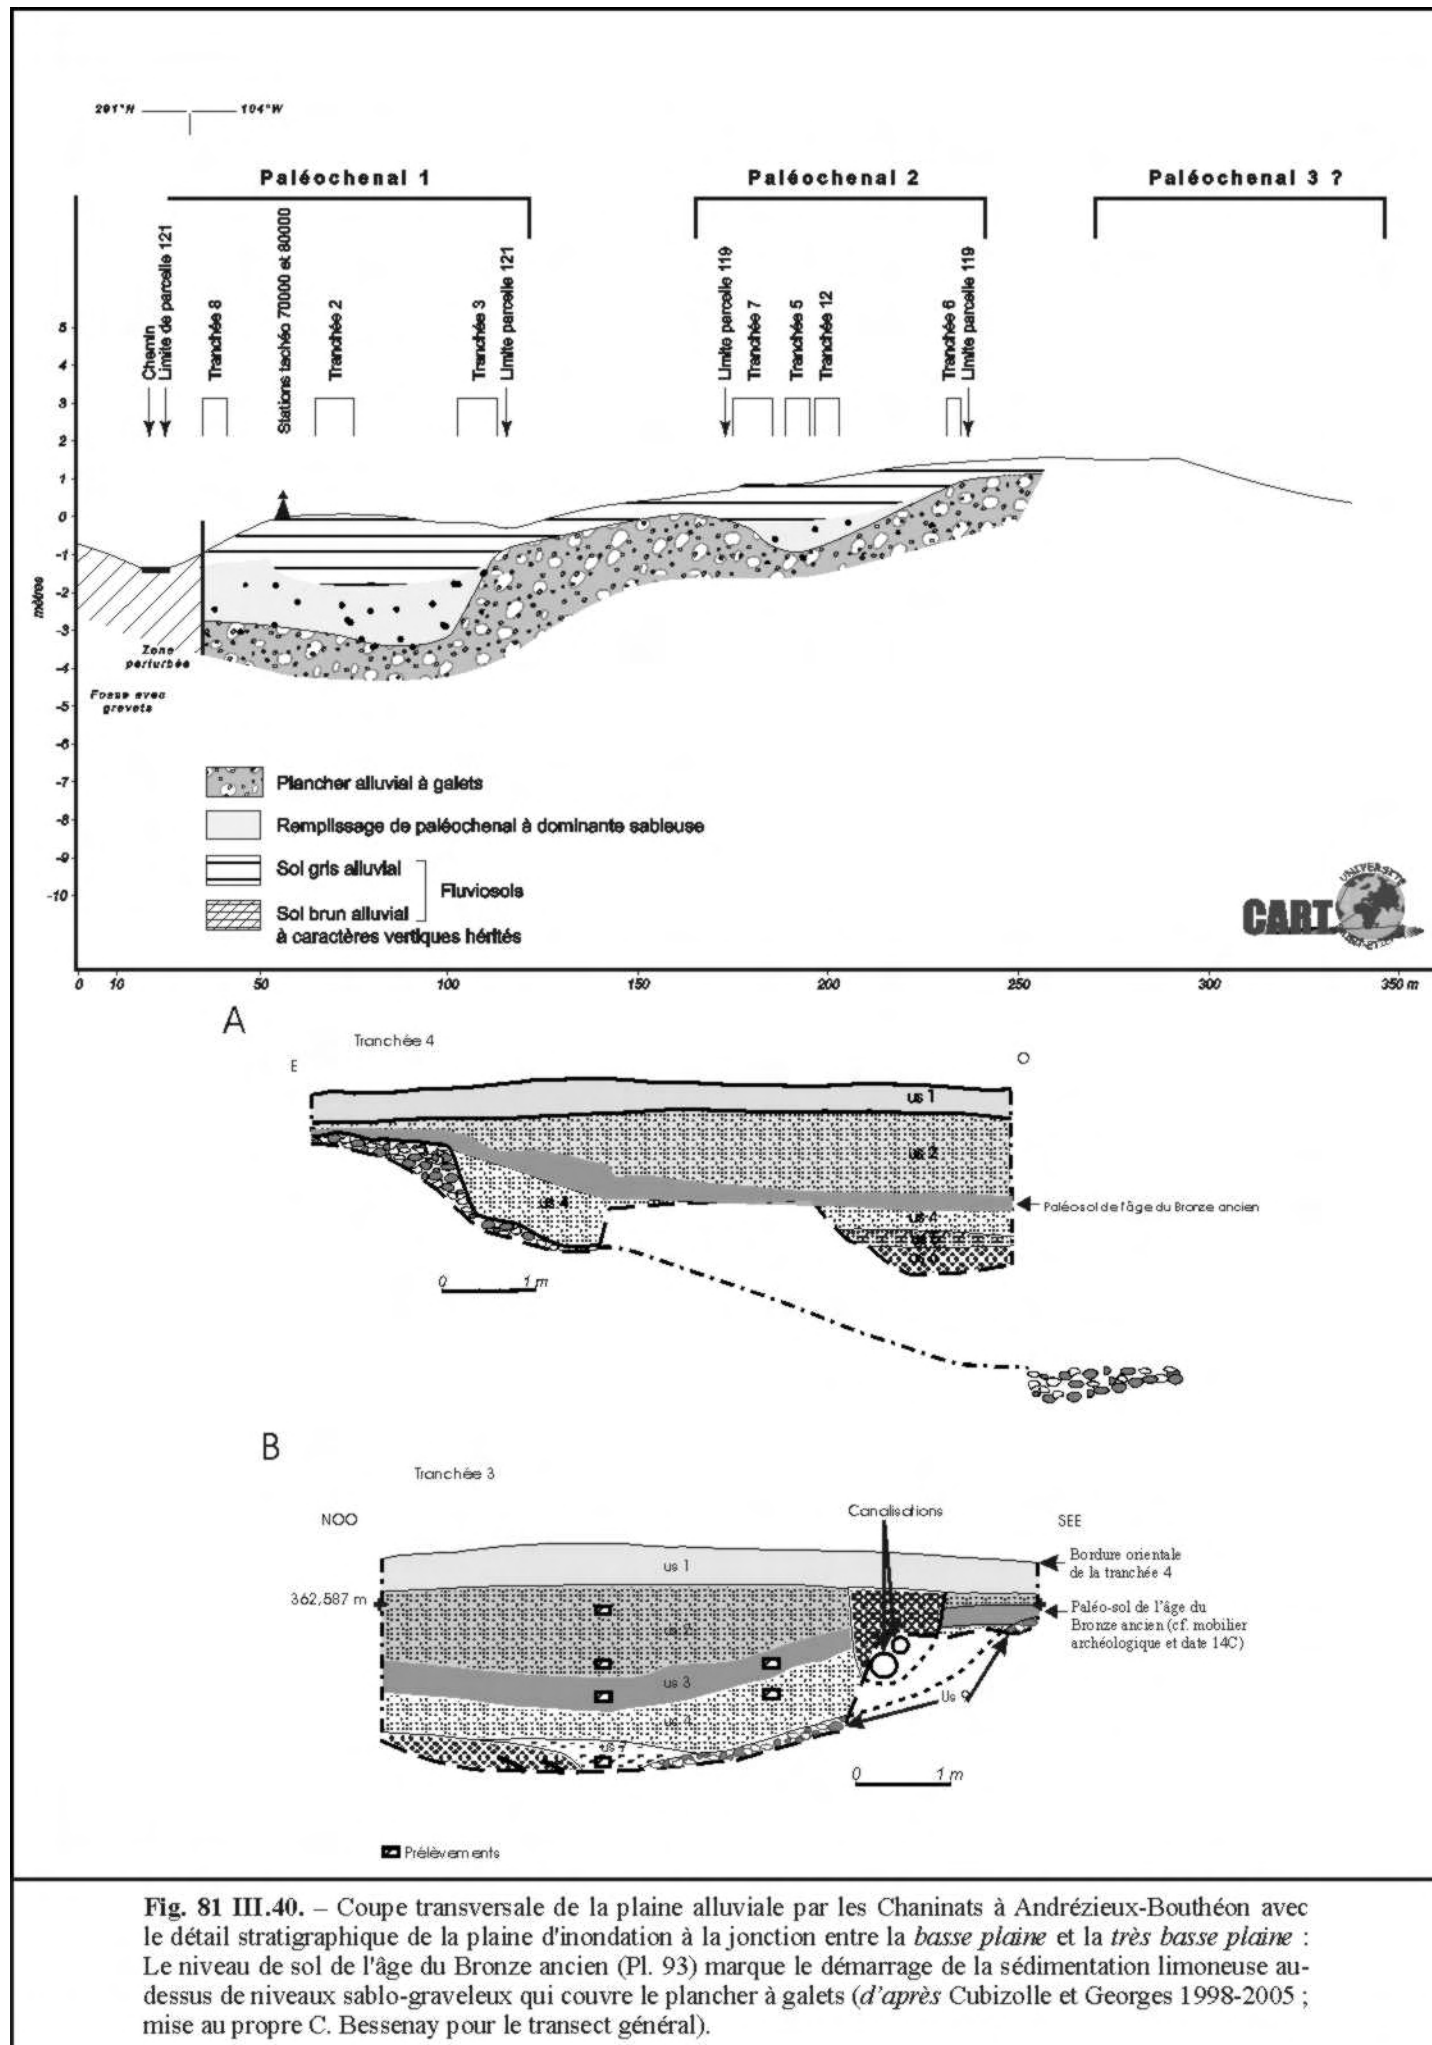 291°N 104°W
Paléochenal 1 Paléochenal 2 Paléochenal 3 ?
Chemin
Limite de parcelle 121
Tranchée 8
Stations tachéo 70000 et 80000
Tranchée 2
Tranchée 3
Limite parcelle 121
Limite parcelle 119
Tranchée 7
Tranchée 5
Tranchée 12
Tranchée 6
Limite parcelle 119
mètres
5
4
3
2
1
0
-1
-2
-3
-4
-5
-6
-7
-8
-9
-10
Zone
perturbée
Fosse avec
gravats
Plancher alluvial à galets
Remplissage de paléochenal à dominante sableuse
Sol gris alluvial
Fluviosols
Sol brun alluvial
à caractères vertiques hérités
UNIVERSITE
CART
0 10 50 100 150 200 250 300 350 m
A
Tranchée 4
E O
us 1
us 2
Paléosol de l'âge du Bronze ancien
us 4 us 4
0 1 m
B
Tranchée 3
Canalisations
NOO SEE
us 1
Bordure orientale
de la tranchée 4
362,587 m
us 2
Paléo-sol de l'âge du
Bronze ancien (cf. mobilier
archéologique et date 14C)
us 3
Us 9
us 4
us 7
0 1 m
Prélèvements
Fig. 81 III.40. – Coupe transversale de la plaine alluviale par les Chaninats à Andrézieux-Bouthéon avec
le détail stratigraphique de la plaine d'inondation à la jonction entre la basse plaine et la très basse plaine :
Le niveau de sol de l'âge du Bronze ancien (Pl. 93) marque le démarrage de la sédimentation limoneuse au-
dessus de niveaux sablo-graveleux qui couvre le plancher à galets (d'après Cubizolle et Georges 1998-2005 ;
mise au propre C. Bessenay pour le transect général).